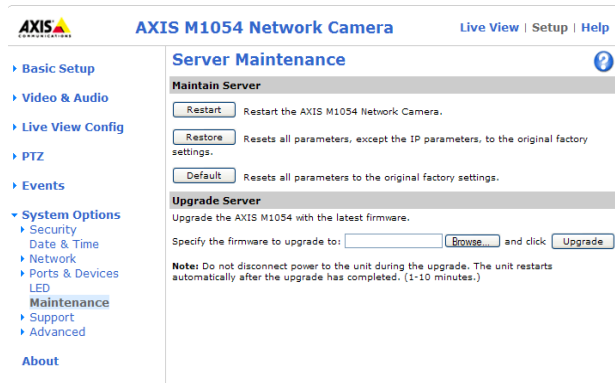 AXIS
COMMUNICATIONS
AXIS M1054 Network Camera
Live View | Setup | Help
Basic Setup
Video & Audio
Live View Config
PTZ
Events
System Options
Security
Date & Time
Network
Ports & Devices
LED
Maintenance
Support
Advanced
About
Server Maintenance
?
Maintain Server
Restart Restart the AXIS M1054 Network Camera.
Restore Resets all parameters, except the IP parameters, to the original factory
settings.
Default Resets all parameters to the original factory settings.
Upgrade Server
Upgrade the AXIS M1054 with the latest firmware.
Specify the firmware to upgrade to: Browse... and click Upgrade
Note: Do not disconnect power to the unit during the upgrade. The unit restarts
automatically after the upgrade has completed. (1-10 minutes.)